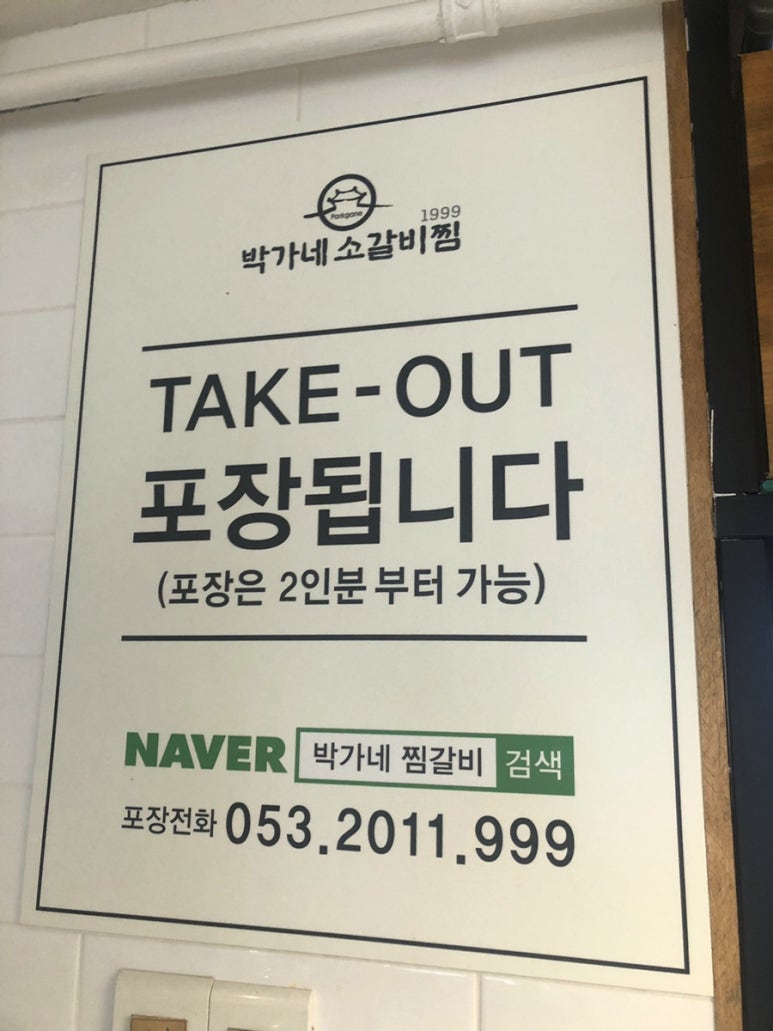 Parkgane
1999
박가네 소갈비찜
TAKE-OUT
포장됩니다
(포장은 2인분 부터 가능)
NAVER 박가네 찜갈비 검색
포장전화 053.2011.999